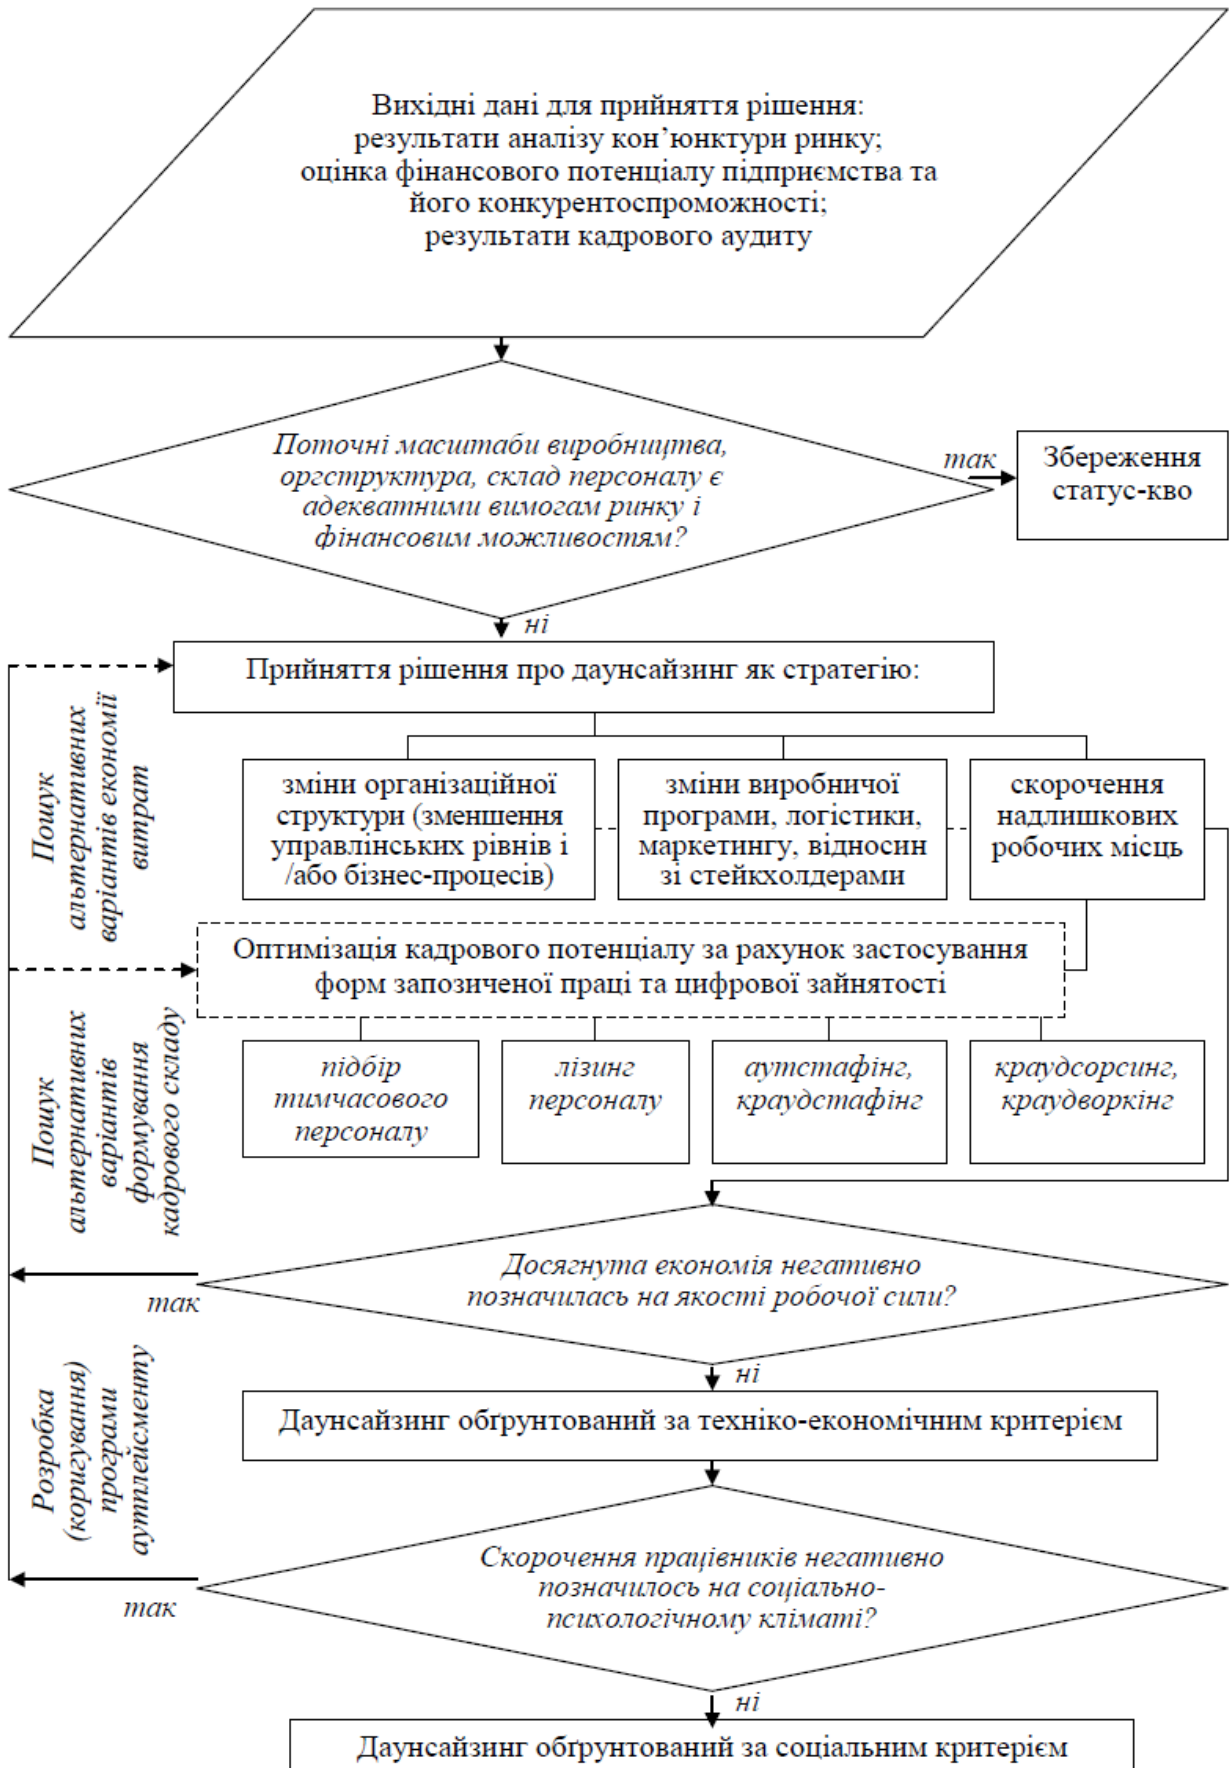 Вихідні дані для прийняття рішення:
результати аналізу кон’юнктури ринку;
оцінка фінансового потенціалу підприємства та
його конкурентоспроможності;
результати кадрового аудиту
Поточні масштаби виробництва,
оргструктура, склад персоналу є
адекватними вимогам ринку і
фінансовим можливостям?
так
Збереження
статус-кво
ні
Прийняття рішення про даунсайзинг як стратегію:
Пошук
альтернативних
варіантів економії
витрат
зміни організаційної
структури (зменшення
управлінських рівнів і
/або бізнес-процесів)
зміни виробничої
програми, логістики,
маркетингу, відносин
зі стейкхолдерами
скорочення
надлишкових
робочих місць
Оптимізація кадрового потенціалу за рахунок застосування
форм запозиченої праці та цифрової зайнятості
Пошук
альтернативних
варіантів
формування
кадрового складу
підбір
тимчасового
персоналу
лізинг
персоналу
аутстафінг,
краудстафінг
краудсорсинг,
краудворкінг
Досягнута економія негативно
позначилась на якості робочої сили?
так
ні
Даунсайзинг обґрунтований за техніко-економічним критерієм
Розробка
(коригування)
програми
аутплейсменту
Скорочення працівників негативно
позначилось на соціально-
психологічному кліматі?
так
ні
Даунсайзинг обґрунтований за соціальним критерієм